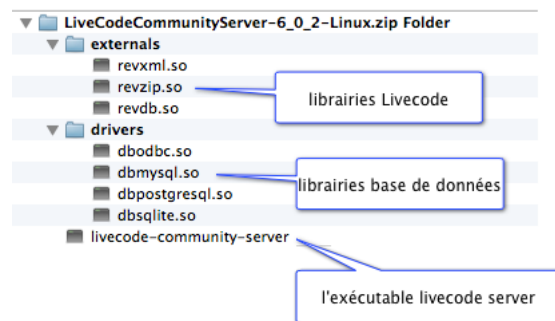 LiveCodeCommunityServer-6_0_2-Linux.zip Folder
externals
revxml.so
revzip.so
revdb.so
librairies Livecode
drivers
dbodbc.so
dbmysql.so
dbpostgresql.so
dbsqlite.so
librairies base de données
livecode-community-server
l'exécutable livecode server